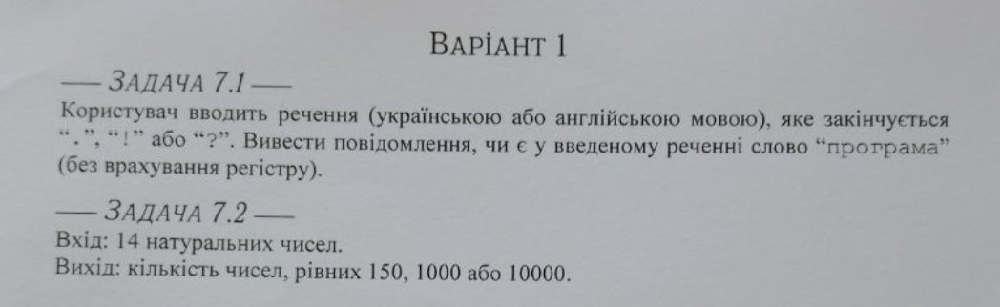 ВАРІАНТ 1
— ЗАДАЧА 7.1 —
Користувач вводить речення (українською або англійською мовою), яке закінчується
“.”, “!” або “?”. Вивести повідомлення, чи є у введеному реченні слово “програма”
(без врахування регістру).
— ЗАДАЧА 7.2 —
Вхід: 14 натуральних чисел.
Вихід: кількість чисел, рівних 150, 1000 або 10000.